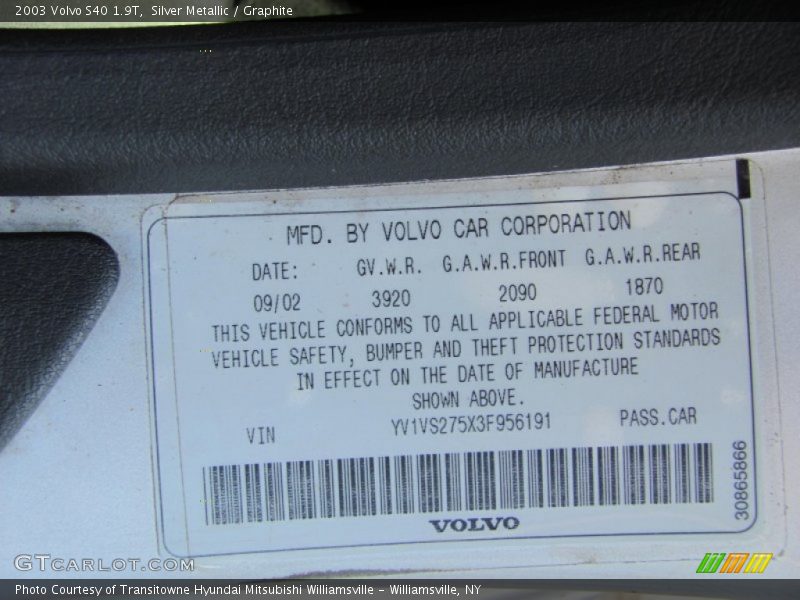 2003 Volvo S40 1.9T, Silver Metallic / Graphite
MFD. BY VOLVO CAR CORPORATION
DATE: GV.W.R. G.A.W.R.FRONT G.A.W.R.REAR
09/02 3920 2090 1870
THIS VEHICLE CONFORMS TO ALL APPLICABLE FEDERAL MOTOR
VEHICLE SAFETY, BUMPER AND THEFT PROTECTION STANDARDS
IN EFFECT ON THE DATE OF MANUFACTURE
SHOWN ABOVE.
VIN YV1VS275X3F956191 PASS.CAR
30865866
VOLVO
GTCarLot.com
Photo Courtesy of Transitowne Hyundai Mitsubishi Williamsville - Williamsville, NY